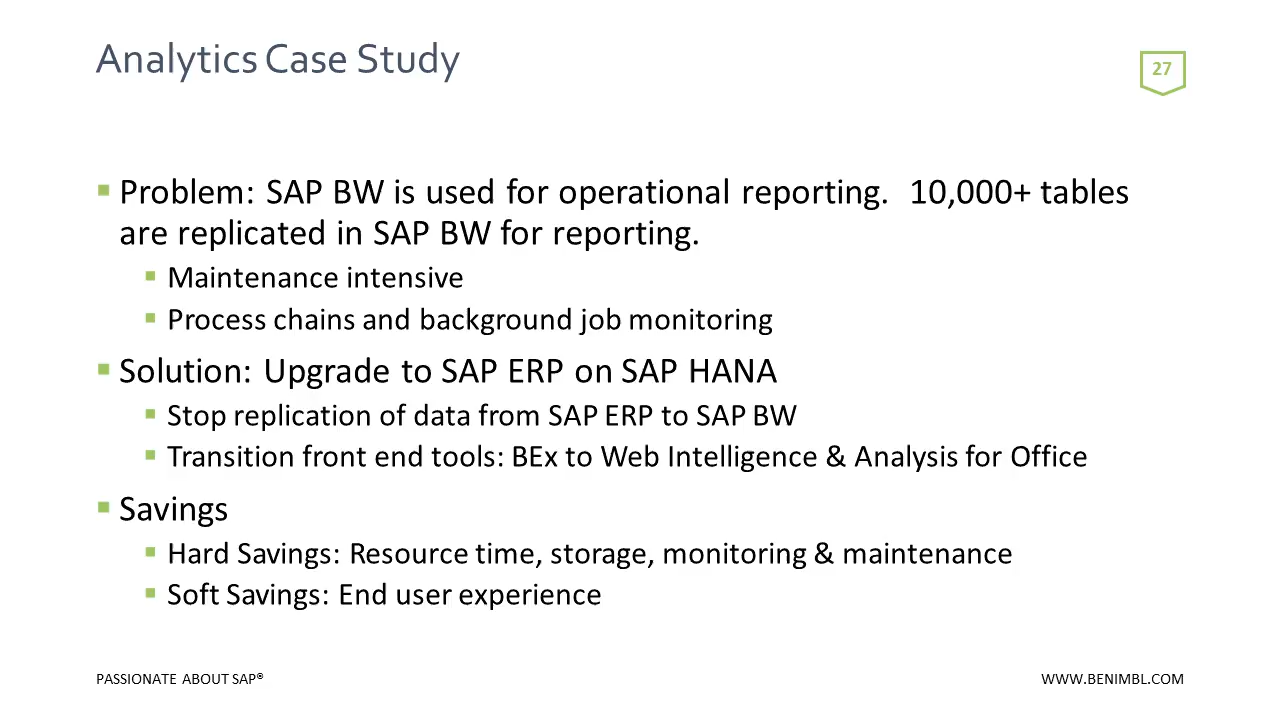 Analytics Case Study
27
Problem: SAP BW is used for operational reporting.  10,000+ tables
are replicated in SAP BW for reporting.
Maintenance intensive
Process chains and background job monitoring
Solution: Upgrade to SAP ERP on SAP HANA
Stop replication of data from SAP ERP to SAP BW
Transition front end tools: BEx to Web Intelligence & Analysis for Office
Savings
Hard Savings: Resource time, storage, monitoring & maintenance
Soft Savings: End user experience
PASSIONATE ABOUT SAP®
WWW.BENIMBL.COM